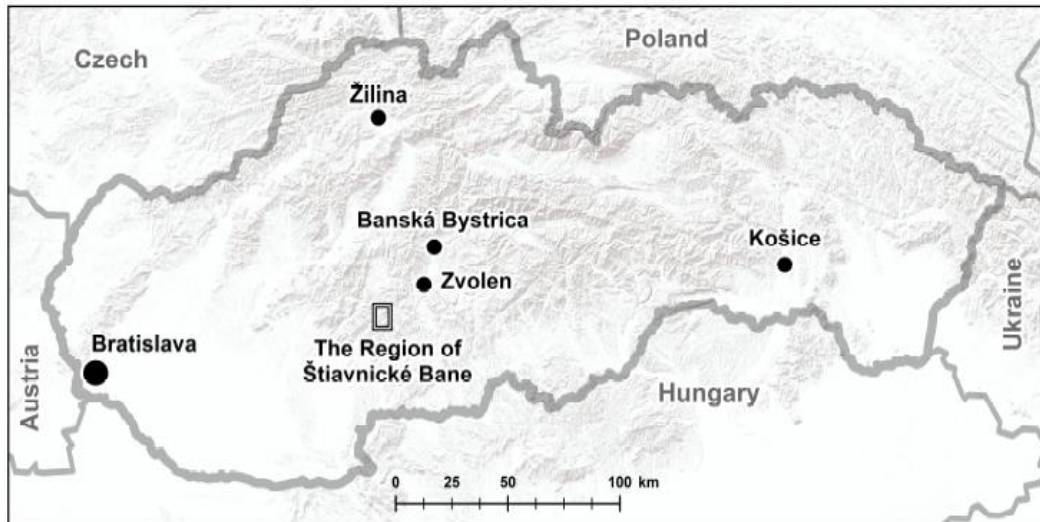 Czech
Poland
Žilina
Banská Bystrica
Košice
Zvolen
Ukraine
Bratislava
The Region of
Štiavnické Bane
Austria
Hungary
0 25 50 100 km